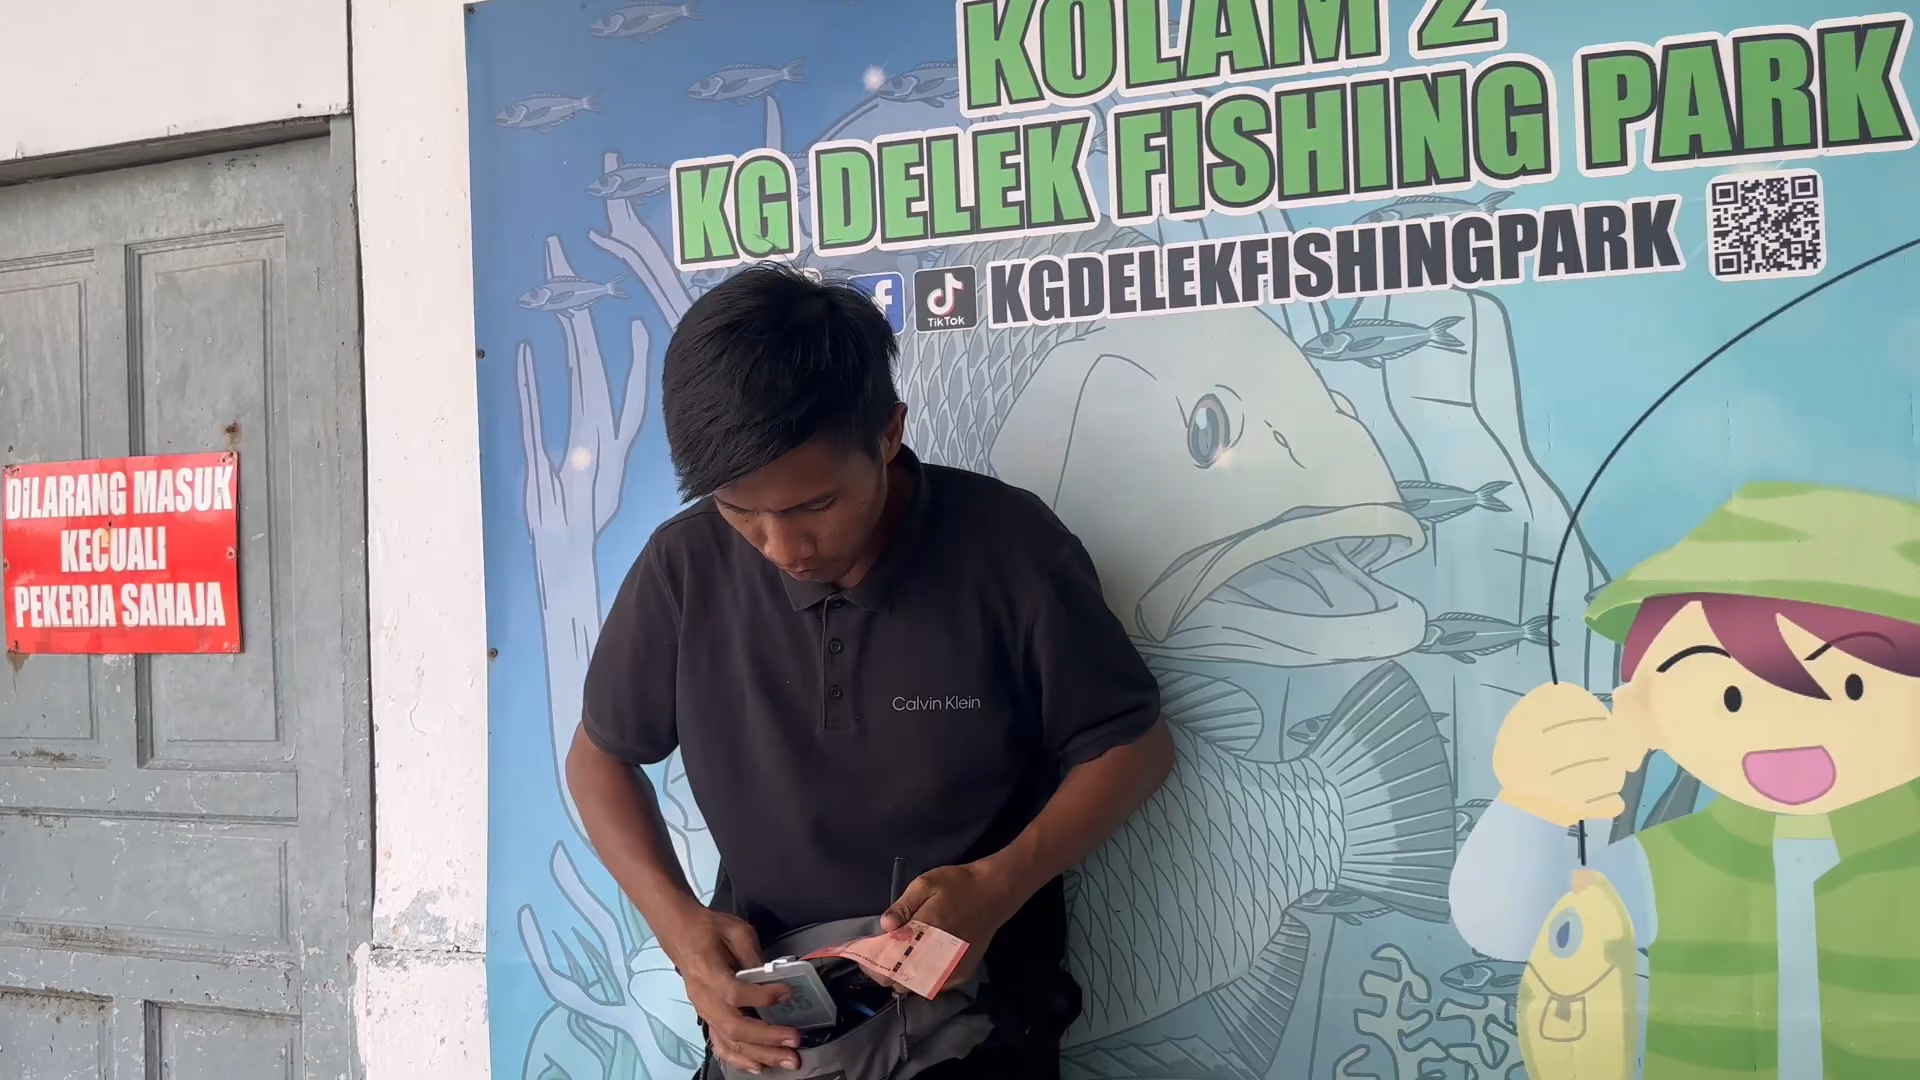 KOLAM 2
KG DELEK FISHING PARK
f TikTok KGDELEKFISHINGPARK
DILARANG MASUK
KECUALI
PEKERJA SAHAJA
Calvin Klein